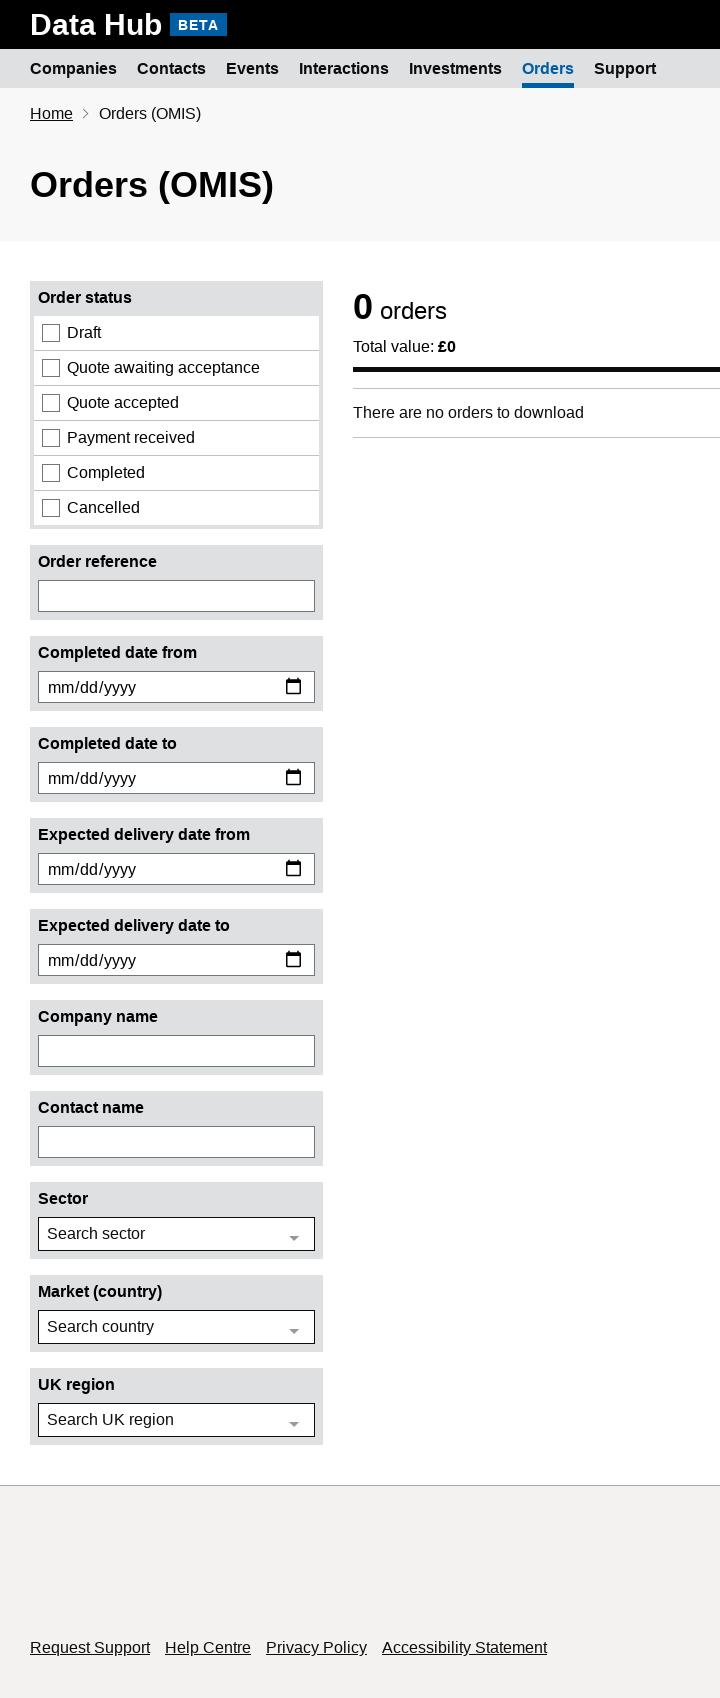 Data Hub BETA
Companies Contacts Events Interactions Investments Orders Support
Home Orders (OMIS)
Orders (OMIS)
Order status
Draft
Quote awaiting acceptance
Quote accepted
Payment received
Completed
Cancelled
Order reference
Completed date from
mm/dd/yyyy
Completed date to
mm/dd/yyyy
Expected delivery date from
mm/dd/yyyy
Expected delivery date to
mm/dd/yyyy
Company name
Contact name
Sector
Search sector
Market (country)
Search country
UK region
Search UK region
0 orders
Total value: £0
There are no orders to download
Request Support Help Centre Privacy Policy Accessibility Statement